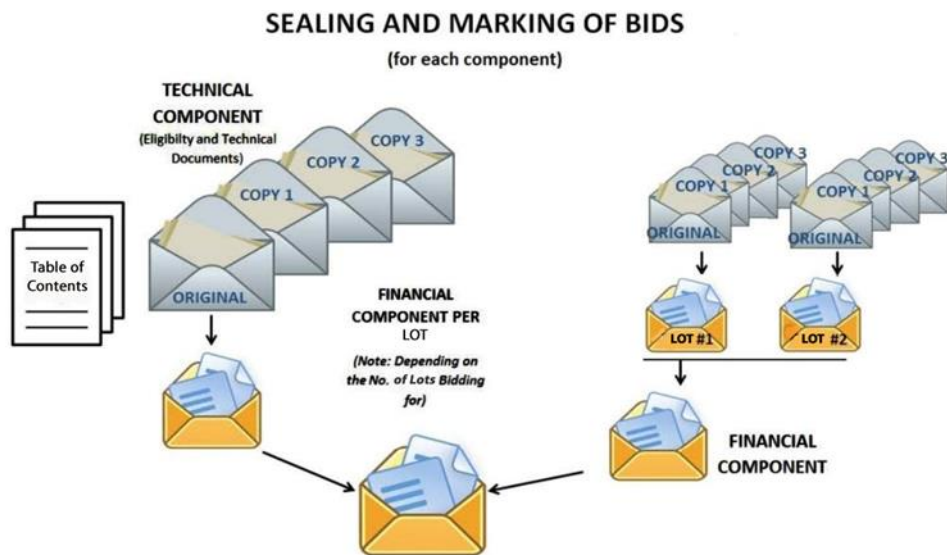 SEALING AND MARKING OF BIDS
(for each component)
TECHNICAL
COMPONENT
(Eligibilty and Technical
Documents)
COPY 3
COPY 2
COPY 1
ORIGINAL
Table of
Contents
FINANCIAL
COMPONENT PER
LOT
(Note: Depending on
the No. of Lots Bidding
for)
COPY 3
COPY 2
COPY 1
ORIGINAL
COPY 3
COPY 2
COPY 1
ORIGINAL
LOT #1
LOT #2
FINANCIAL
COMPONENT